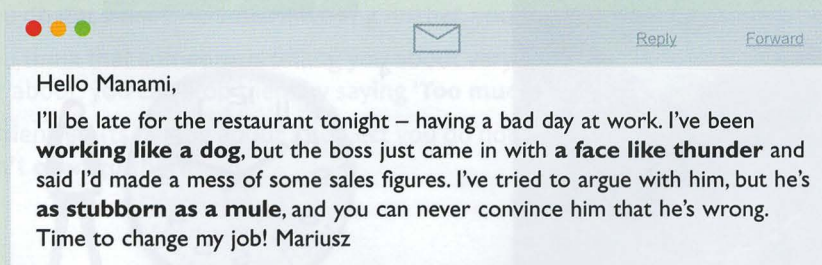 Reply Forward
Hello Manami,
I'll be late for the restaurant tonight – having a bad day at work. I've been
working like a dog, but the boss just came in with a face like thunder and
said I'd made a mess of some sales figures. I've tried to argue with him, but he's
as stubborn as a mule, and you can never convince him that he's wrong.
Time to change my job! Mariusz